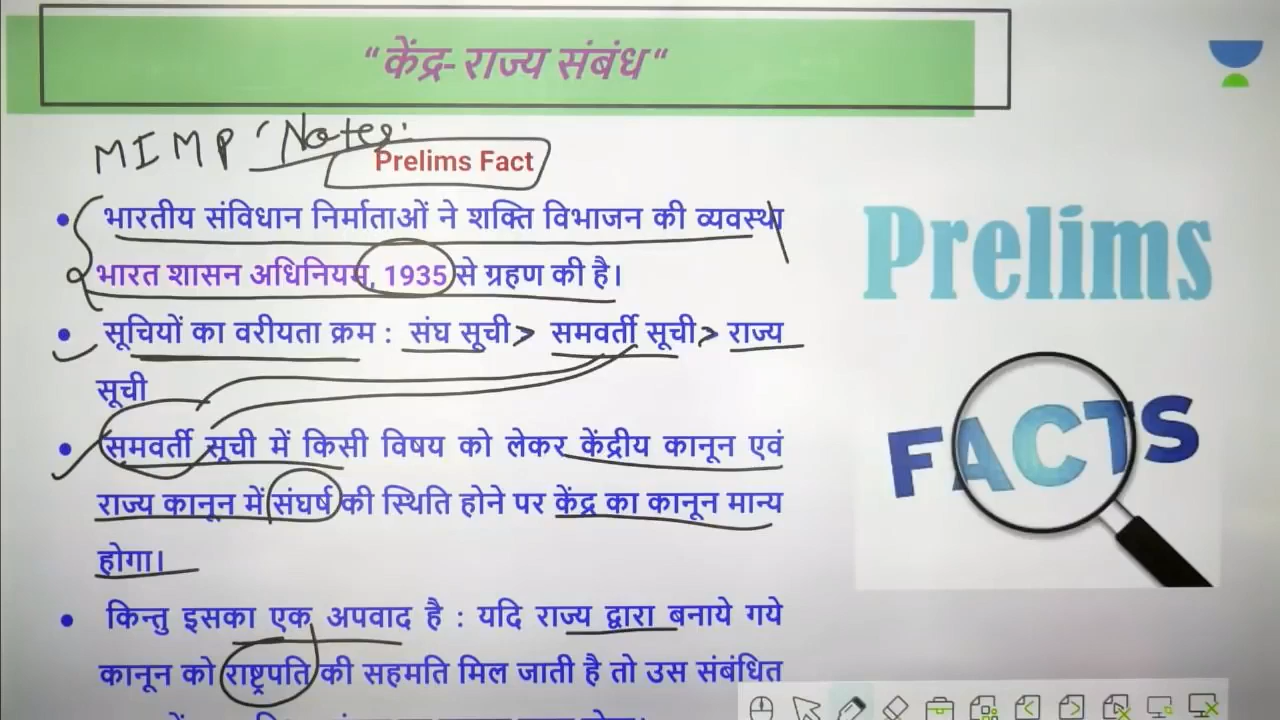 “केंद्र- राज्य संबंध“
MIMP 'Notes'
Prelims Fact
• भारतीय संविधान निर्माताओं ने शक्ति विभाजन की व्यवस्था
भारत शासन अधिनियम, 1935 से ग्रहण की है।
• सूचियों का वरीयता क्रम : संघ सूची> समवर्ती सूची> राज्य
सूची
• समवर्ती सूची में किसी विषय को लेकर केंद्रीय कानून एवं
राज्य कानून में संघर्ष की स्थिति होने पर केंद्र का कानून मान्य
होगा।
• किन्तु इसका एक अपवाद है : यदि राज्य द्वारा बनाये गये
कानून को राष्ट्रपति की सहमति मिल जाती है तो उस संबंधित
Prelims
FACTS